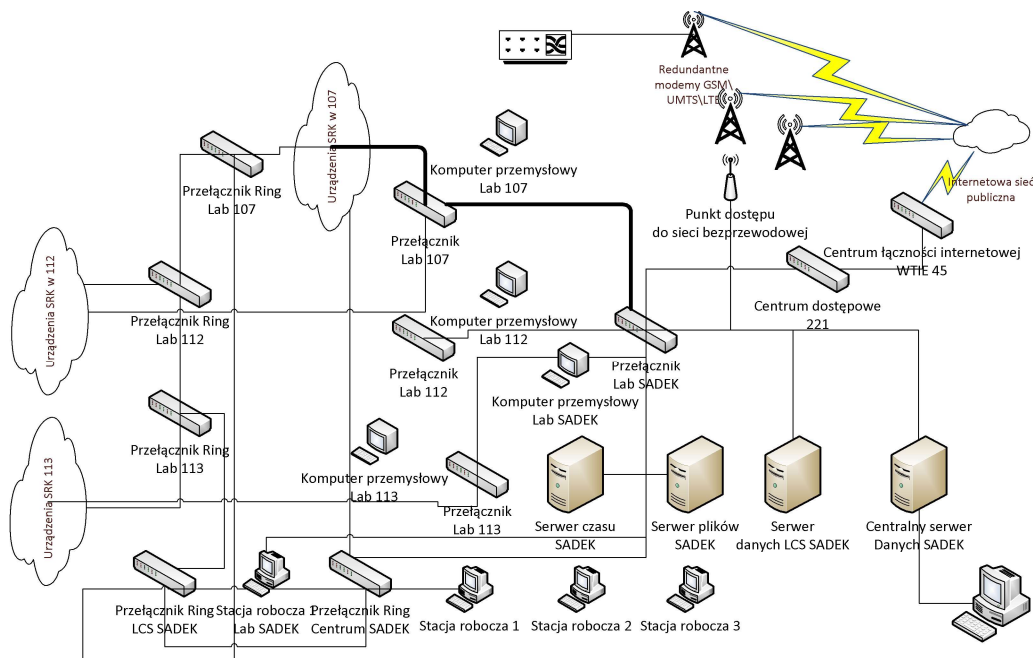 Redundantne
modemy GSM\
UMTS\LTE
Urządzenia SRK w 107
Komputer przemysłowy
Lab 107
Przełącznik Ring
Lab 107
Internetowa sieć
publiczna
Punkt dostępu
do sieci bezprzewodowej
Przełącznik
Lab 107
Centrum łączności internetowej
WTIE 45
Urządzenia SRK w 112
Przełącznik Ring
Lab 112
Komputer przemysłowy
Lab 112
Centrum dostępowe
221
Przełącznik
Lab 112
Przełącznik
Lab SADEK
Komputer przemysłowy
Lab SADEK
Przełącznik Ring
Lab 113
Urządzenia SRK 113
Komputer przemysłowy
Lab 113
Przełącznik
Lab 113
Serwer czasu
SADEK
Serwer plików
SADEK
Serwer
danych LCS SADEK
Centralny serwer
Danych SADEK
Przełącznik Ring
LCS SADEK
Stacja robocza 1
Lab SADEK
Przełącznik Ring
Centrum SADEK
Stacja robocza 1
Stacja robocza 2
Stacja robocza 3